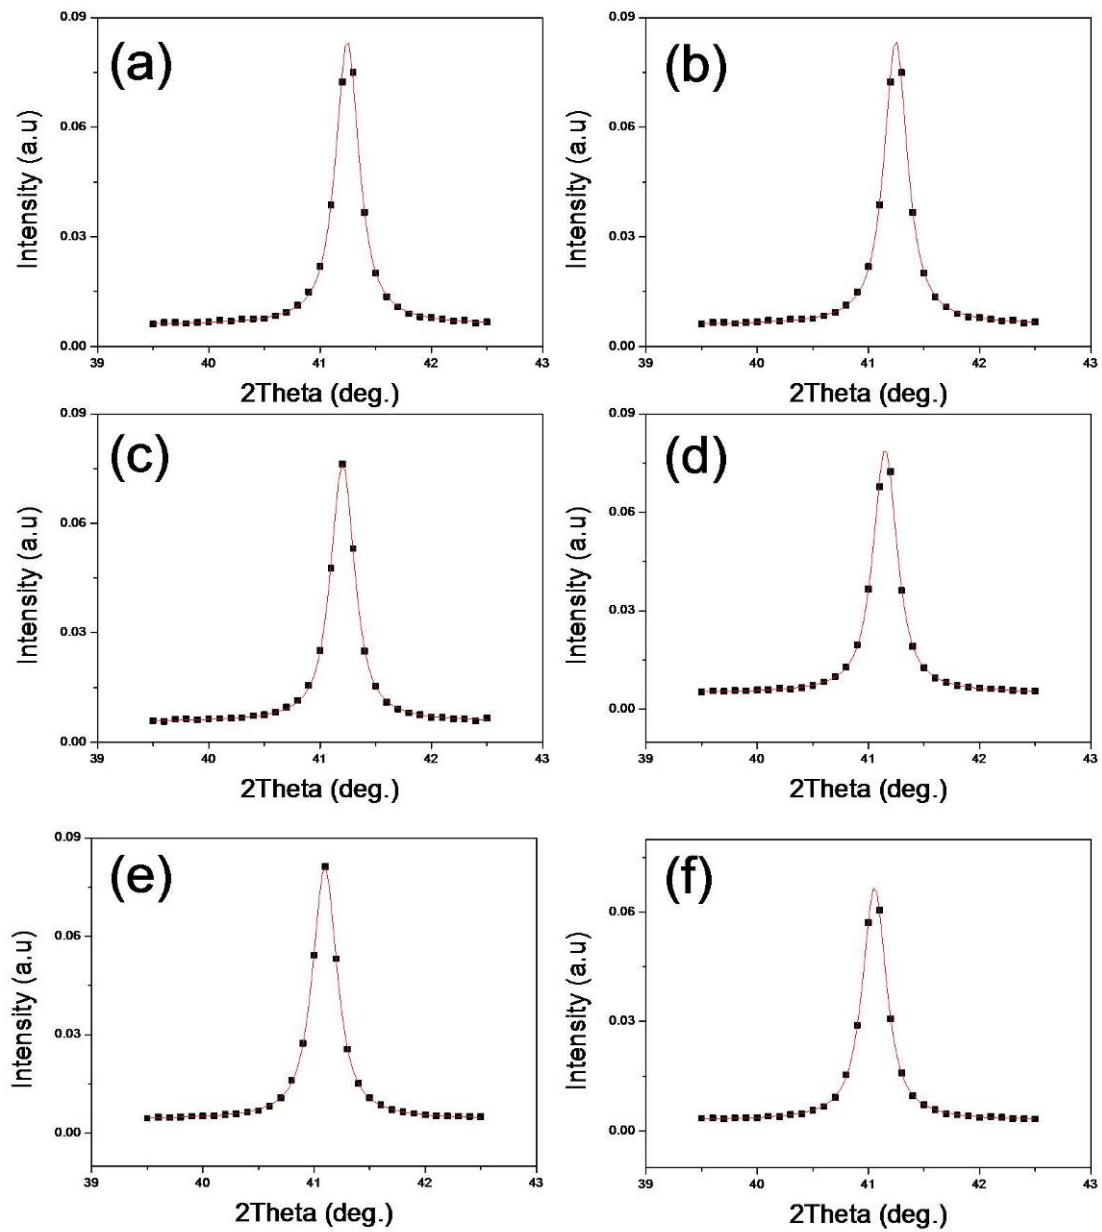 (a)
0.09
0.06
0.03
0.00
Intensity (a.u)
39 40 41 42 43
2Theta (deg.)
(b)
0.09
0.06
0.03
0.00
Intensity (a.u)
39 40 41 42 43
2Theta (deg.)
(c)
0.09
0.06
0.03
0.00
Intensity (a.u)
39 40 41 42 43
2Theta (deg.)
(d)
0.09
0.06
0.03
0.00
Intensity (a.u)
39 40 41 42 43
2Theta (deg.)
(e)
0.09
0.06
0.03
0.00
Intensity (a.u)
39 40 41 42 43
2Theta (deg.)
(f)
0.06
0.03
0.00
Intensity (a.u)
39 40 41 42 43
2Theta (deg.)